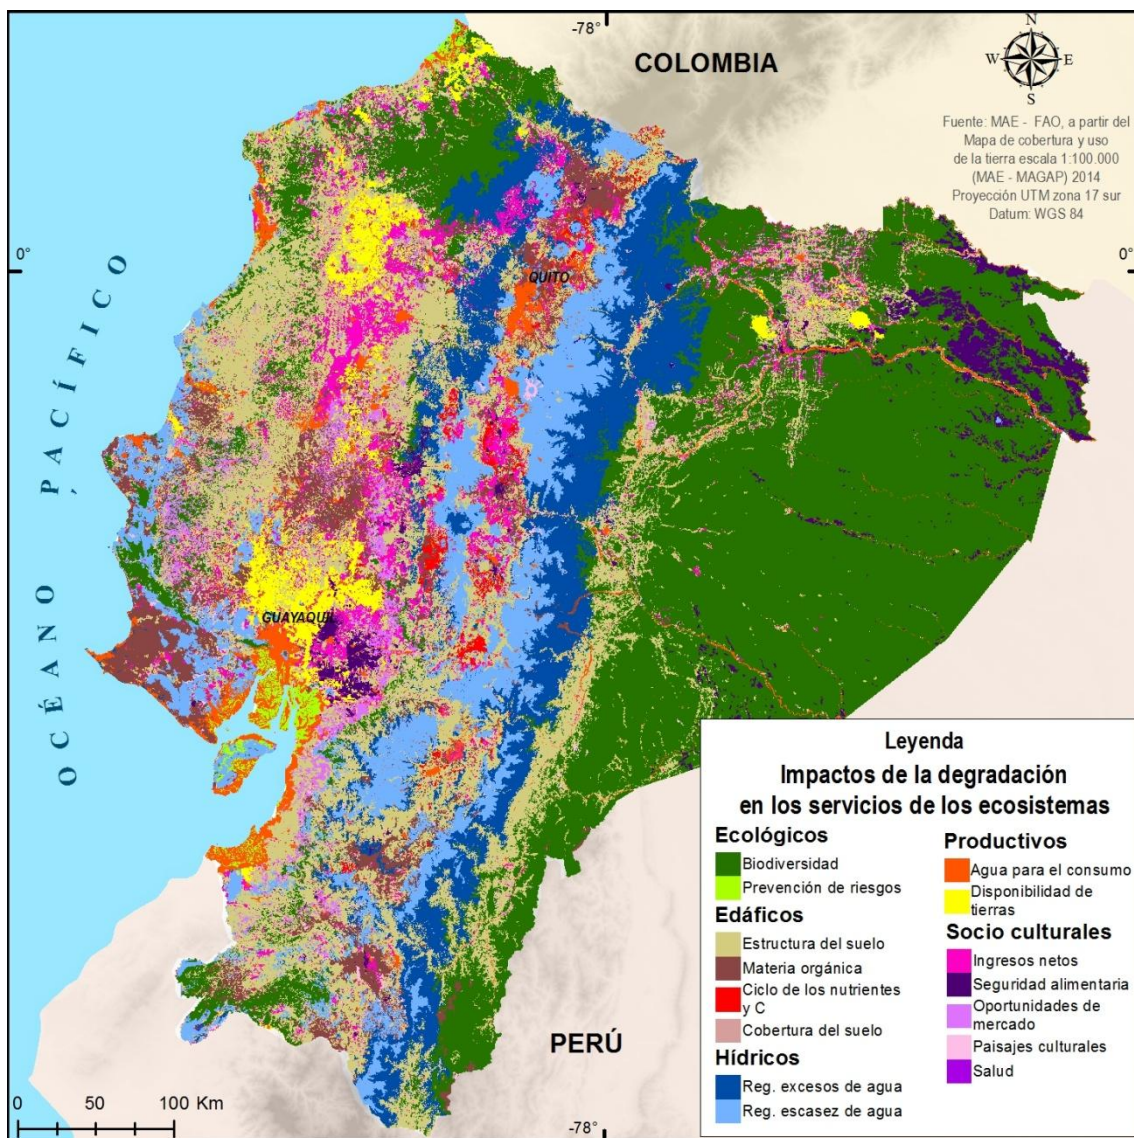 -78°
COLOMBIA
N
W E
S
Fuente: MAE - FAO, a partir del
Mapa de cobertura y uso
de la tierra escala 1:100.000
(MAE - MAGAP) 2014
Proyección UTM zona 17 sur
Datum: WGS 84
0°
0°
OCÉANO PACÍFICO
QUITO
GUAYAQUIL
PERÚ
Leyenda
Impactos de la degradación
en los servicios de los ecosistemas
Ecológicos
Biodiversidad
Prevención de riesgos
Edáficos
Estructura del suelo
Materia orgánica
Ciclo de los nutrientes
y C
Cobertura del suelo
Hídricos
Reg. excesos de agua
Reg. escasez de agua
Productivos
Agua para el consumo
Disponibilidad de
tierras
Socio culturales
Ingresos netos
Seguridad alimentaria
Oportunidades de
mercado
Paisajes culturales
Salud
0 50 100 Km
-78°